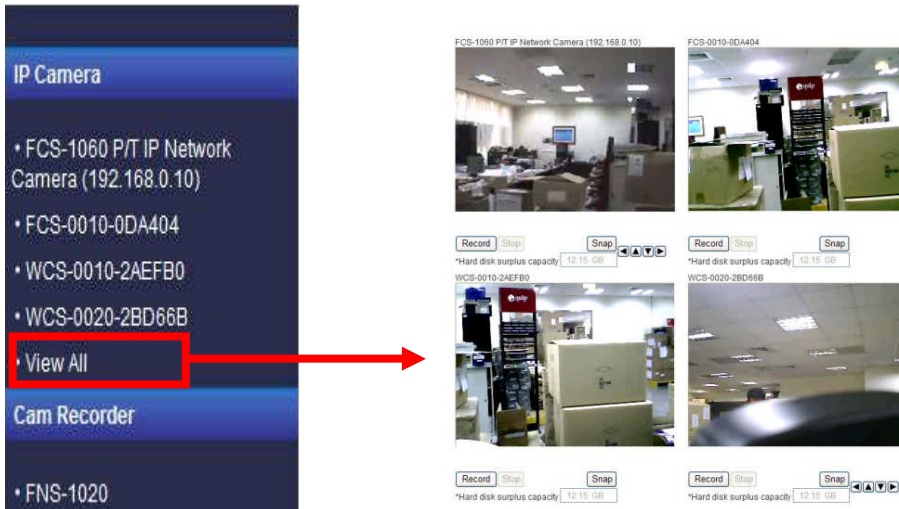 IP Camera
• FCS-1060 P/T IP Network
Camera (192.168.0.10)
• FCS-0010-0DA404
• WCS-0010-2AEFB0
• WCS-0020-2BD66B
• View All
Cam Recorder
• FNS-1020
FCS-1060 P/T IP Network Camera (192.168.0.10)
Record Stop Snap
*Hard disk surplus capacity 12.15 GB
FCS-0010-0DA404
Record Stop Snap
*Hard disk surplus capacity 12.15 GB
WCS-0010-2AEFB0
Record Stop Snap
*Hard disk surplus capacity 12.15 GB
WCS-0020-2BD66B
Record Stop Snap
*Hard disk surplus capacity 12.15 GB